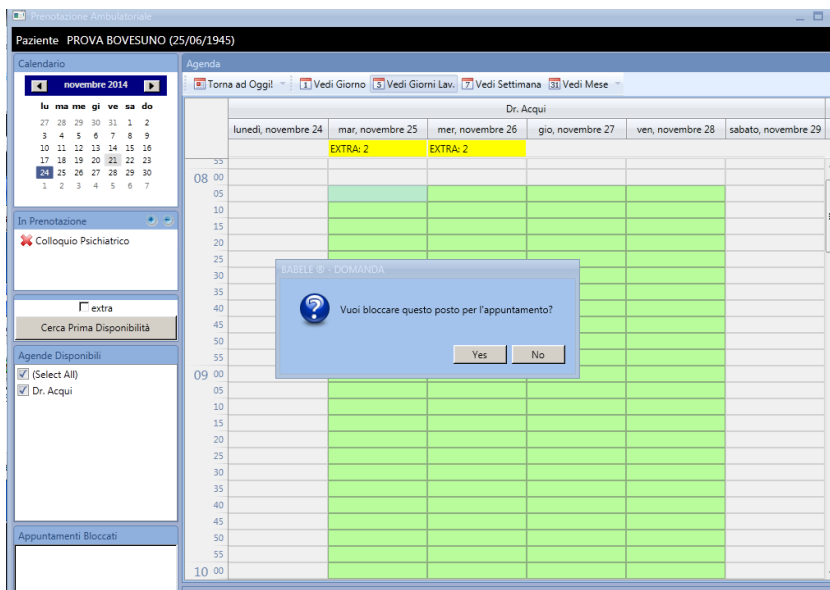 Prenotazione Ambulatoriale
Paziente PROVA BOVESUNO (25/06/1945)
Calendario
novembre 2014
lu ma me gi ve sa do
27 28 29 30 31 1 2
3 4 5 6 7 8 9
10 11 12 13 14 15 16
17 18 19 20 21 22 23
24 25 26 27 28 29 30
1 2 3 4 5 6 7
In Prenotazione
Colloquio Psichiatrico
extra
Cerca Prima Disponibilità
Agende Disponibili
(Select All)
Dr. Acqui
Appuntamenti Bloccati
Agenda
Torna ad Oggi! 1 Vedi Giorno 5 Vedi Giorni Lav. 7 Vedi Settimana 31 Vedi Mese
Dr. Acqui
lunedì, novembre 24 mar, novembre 25 mer, novembre 26 gio, novembre 27 ven, novembre 28 sabato, novembre 29
EXTRA: 2 EXTRA: 2
55
08 00
05
10
15
20
25
30
35
40
45
50
55
09 00
05
10
15
20
25
30
35
40
45
50
55
10 00
BABELE ® - DOMANDA
Vuoi bloccare questo posto per l'appuntamento?
Yes No